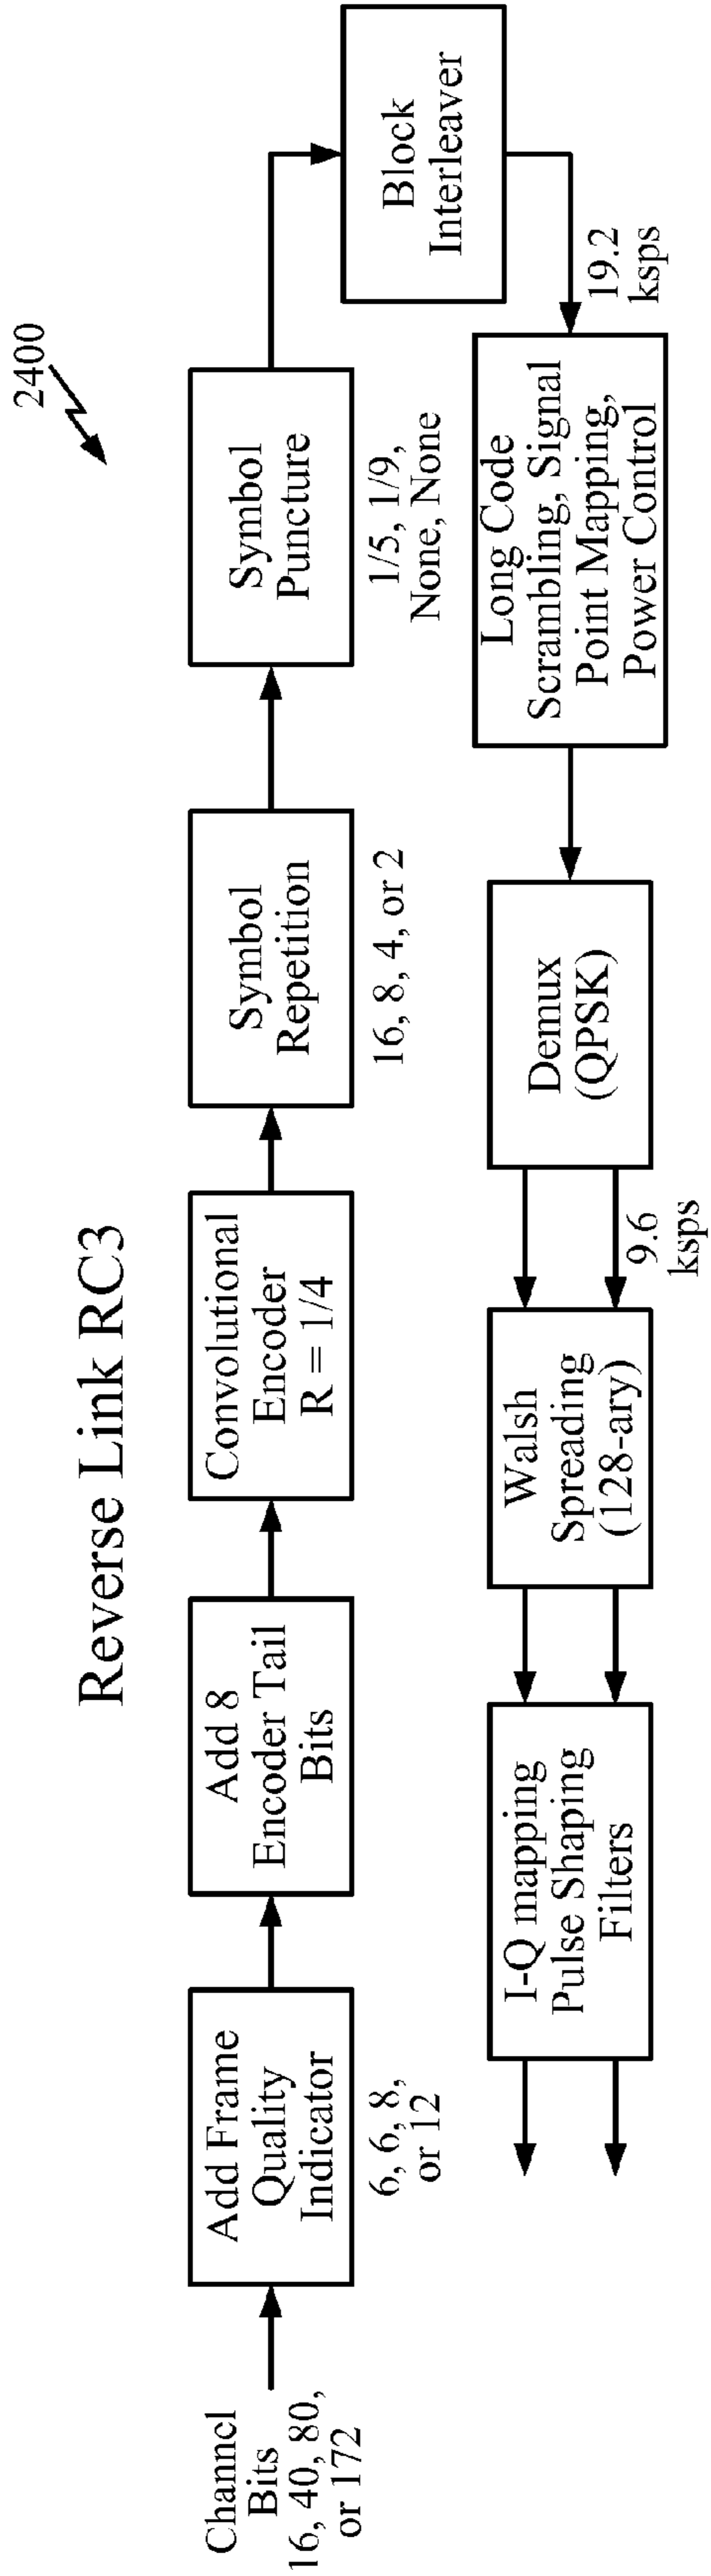 2400
Reverse Link RC3
Channel
Bits
16, 40, 80,
or 172
Add Frame
Quality
Indicator
6, 6, 8,
or 12
Add 8
Encoder Tail
Bits
Convolutional
Encoder
R = 1/4
Symbol
Repetition
16, 8, 4, or 2
Symbol
Puncture
1/5, 1/9,
None, None
Block
Interleaver
19.2
ksps
Long Code
Scrambling, Signal
Point Mapping,
Power Control
Demux
(QPSK)
9.6
ksps
Walsh
Spreading
(128-ary)
I-Q mapping
Pulse Shaping
Filters